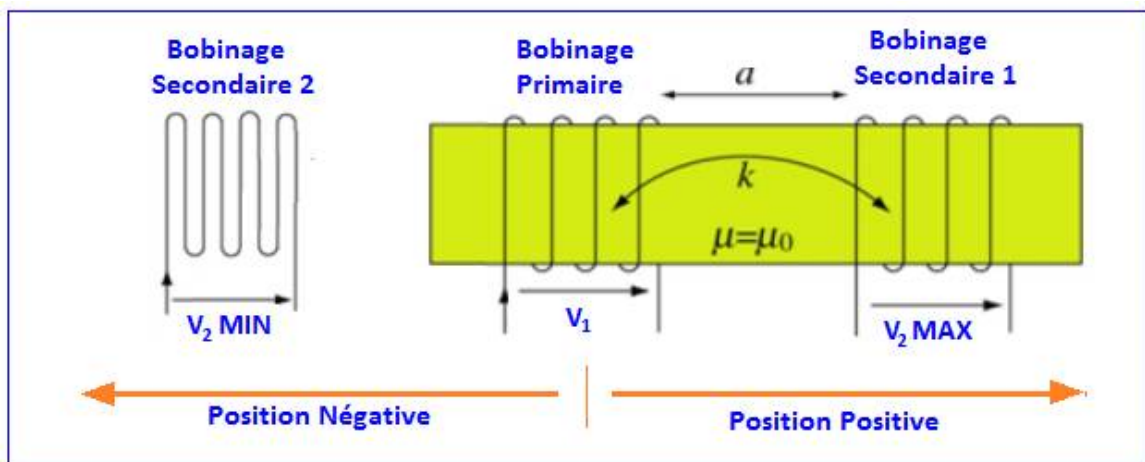 Bobinage
Secondaire 2
Bobinage
Primaire
a
Bobinage
Secondaire 1
k
μ=μ₀
V₂ MIN
V₁
V₂ MAX
Position Négative
Position Positive